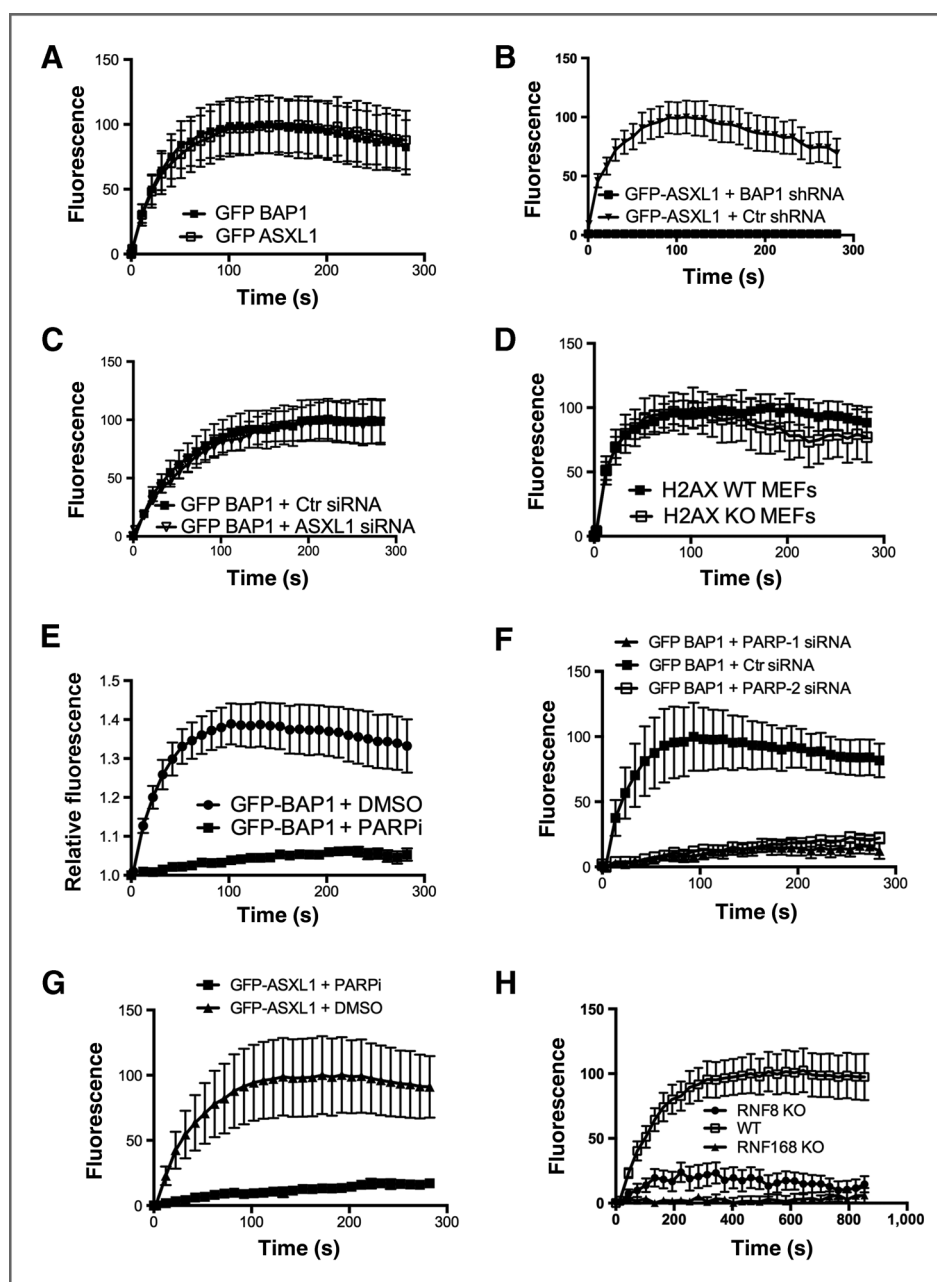 A
150
100
50
0
0
100
200
300
Fluorescence
Time (s)
GFP BAP1
GFP ASXL1
B
150
100
50
0
0
100
200
300
Fluorescence
Time (s)
GFP-ASXL1 + BAP1 shRNA
GFP-ASXL1 + Ctr shRNA
C
150
100
50
0
0
100
200
300
Fluorescence
Time (s)
GFP BAP1 + Ctr siRNA
GFP BAP1 + ASXL1 siRNA
D
150
100
50
0
0
100
200
300
Fluorescence
Time (s)
H2AX WT MEFs
H2AX KO MEFs
E
1.5
1.4
1.3
1.2
1.1
1.0
0
100
200
300
Relative fluorescence
Time (s)
GFP-BAP1 + DMSO
GFP-BAP1 + PARPi
F
GFP BAP1 + PARP-1 siRNA
GFP BAP1 + Ctr siRNA
GFP BAP1 + PARP-2 siRNA
150
100
50
0
0
100
200
300
Fluorescence
Time (s)
G
GFP-ASXL1 + PARPi
GFP-ASXL1 + DMSO
150
100
50
0
0
100
200
300
Fluorescence
Time (s)
H
150
100
50
0
0
200
400
600
800
1,000
Fluorescence
Time (s)
RNF8 KO
WT
RNF168 KO